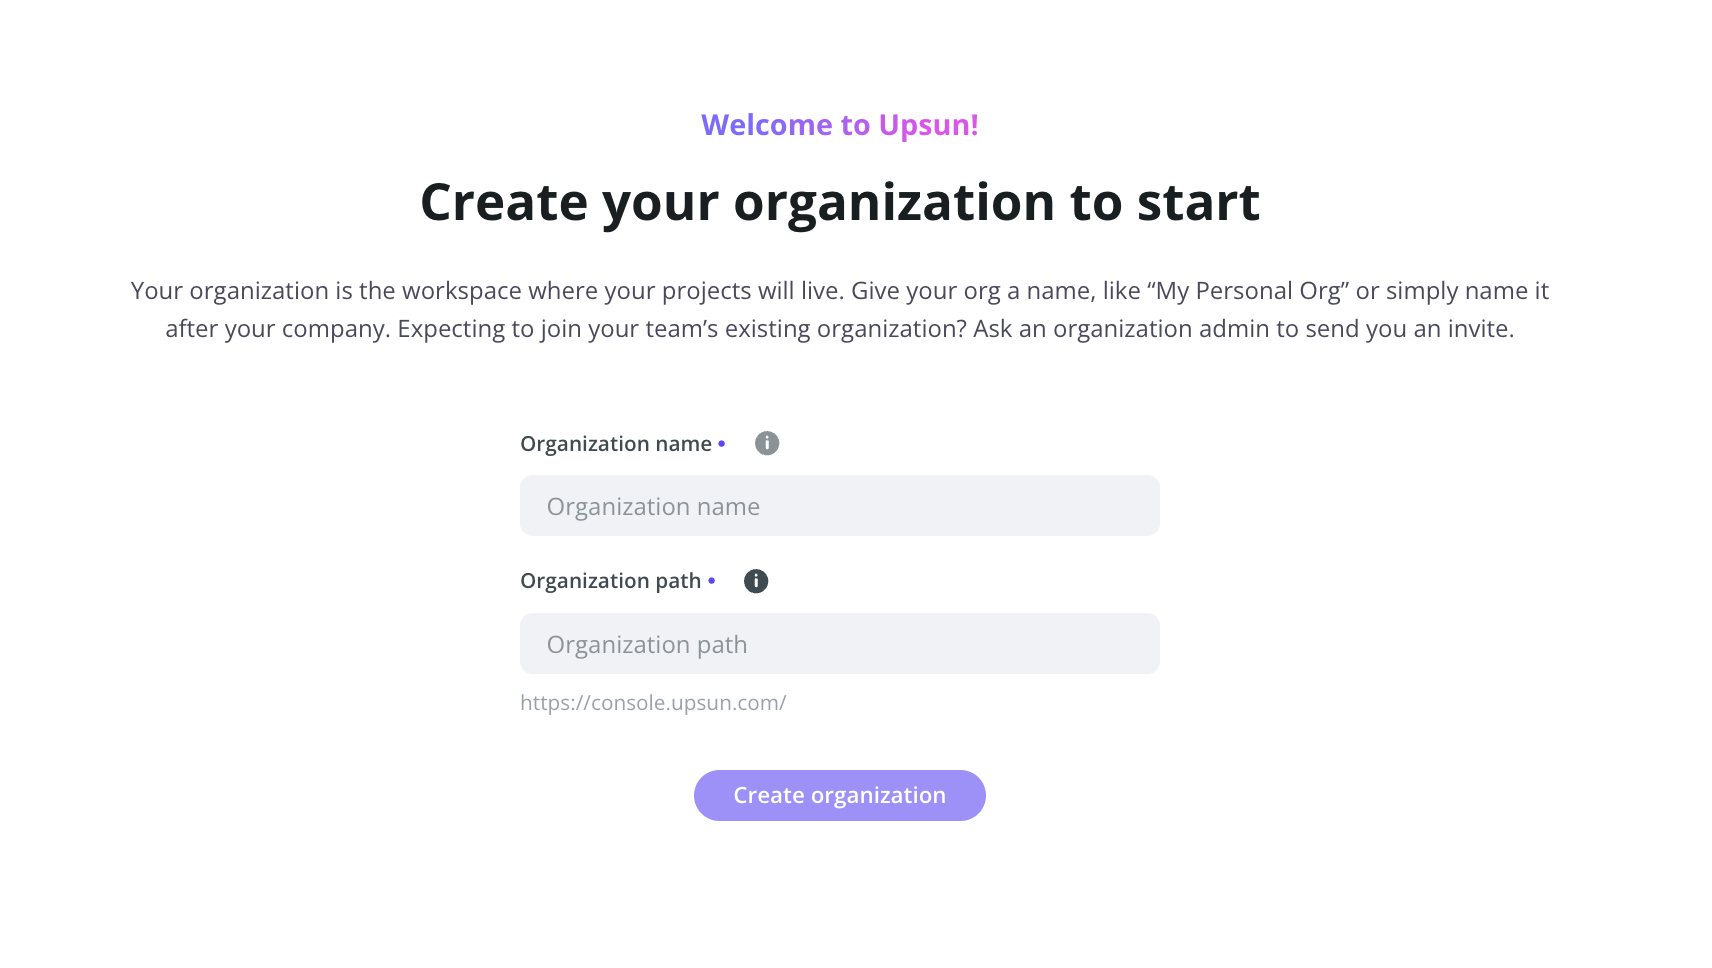 Welcome to Upsun!
Create your organization to start
Your organization is the workspace where your projects will live. Give your org a name, like “My Personal Org” or simply name it
after your company. Expecting to join your team’s existing organization? Ask an organization admin to send you an invite.
Organization name
Organization name
Organization path
Organization path
https://console.upsun.com/
Create organization